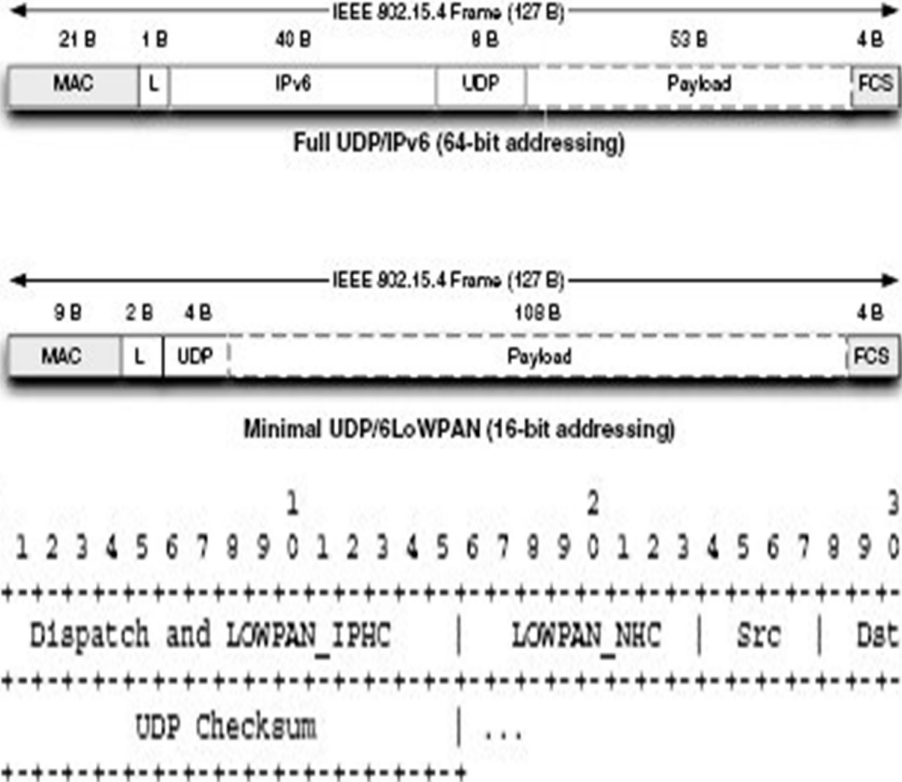 IEEE 802.15.4 Frame (127 B)
21 B 1 B 40 B 8 B 53 B 4 B
MAC L IPv6 UDP Payload FCS
Full UDP/IPv6 (64-bit addressing)
IEEE 802.15.4 Frame (127 B)
9 B 2 B 4 B 108 B 4 B
MAC L UDP Payload FCS
Minimal UDP/6LoWPAN (16-bit addressing)
1 2 3
1 2 3 4 5 6 7 8 9 0 1 2 3 4 5 6 7 8 9 0 1 2 3 4 5 6 7 8 9 0
+-+-+-+-+-+-+-+-+-+-+-+-+-+-+-+-+-+-+-+-+-+-+-+-+-+-+-+-+-+-
Dispatch and LOWPAN_IPHC | LOWPAN_NHC | Src | Dst
+-+-+-+-+-+-+-+-+-+-+-+-+-+-+-+-+-+-+-+-+-+-+-+-+-+-+-+-+-+-
UDP Checksum | ...
+-+-+-+-+-+-+-+-+-+-+-+-+-+-+-+